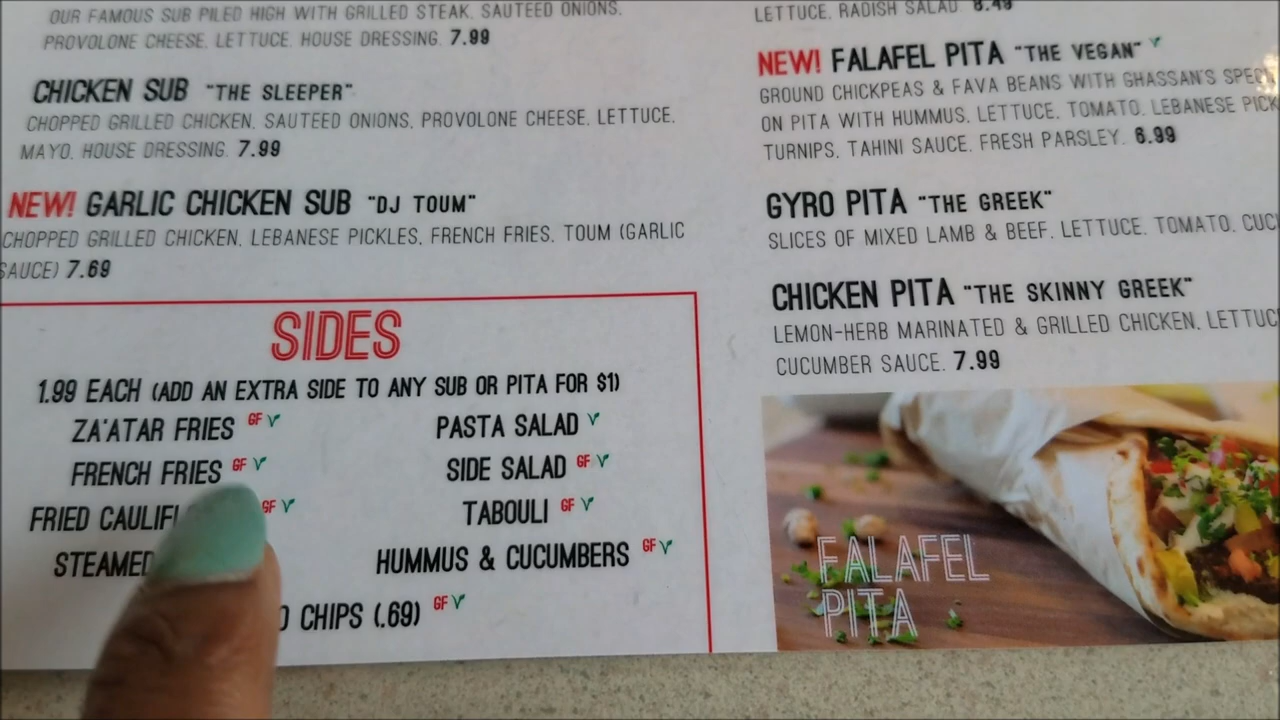 OUR FAMOUS SUB PILED HIGH WITH GRILLED STEAK, SAUTEED ONIONS,
PROVOLONE CHEESE, LETTUCE, HOUSE DRESSING. 7.99
CHICKEN SUB "THE SLEEPER"
CHOPPED GRILLED CHICKEN, SAUTEED ONIONS, PROVOLONE CHEESE, LETTUCE,
MAYO, HOUSE DRESSING. 7.99
NEW! GARLIC CHICKEN SUB "DJ TOUM"
CHOPPED GRILLED CHICKEN, LEBANESE PICKLES, FRENCH FRIES, TOUM (GARLIC
SAUCE) 7.69
SIDES
1.99 EACH (ADD AN EXTRA SIDE TO ANY SUB OR PITA FOR $1)
ZA'ATAR FRIES GF V
FRENCH FRIES GF V
FRIED GF V
STEAMED
PASTA SALAD V
SIDE SALAD GF V
TABOULI GF V
HUMMUS & CUCUMBERS GF V
CHIPS (.69) GF V
LETTUCE, RADISH SALAD. 8.49
NEW! FALAFEL PITA "THE VEGAN" V
GROUND CHICKPEAS & FAVA BEANS WITH GHASSAN'S
ON PITA WITH HUMMUS, LETTUCE, TOMATO, LEBANESE
TURNIPS, TAHINI SAUCE, FRESH PARSLEY. 6.99
GYRO PITA "THE GREEK"
SLICES OF MIXED LAMB & BEEF, LETTUCE, TOMATO,
CHICKEN PITA "THE SKINNY GREEK"
LEMON-HERB MARINATED & GRILLED CHICKEN,
CUCUMBER SAUCE. 7.99
FALAFEL
PITA